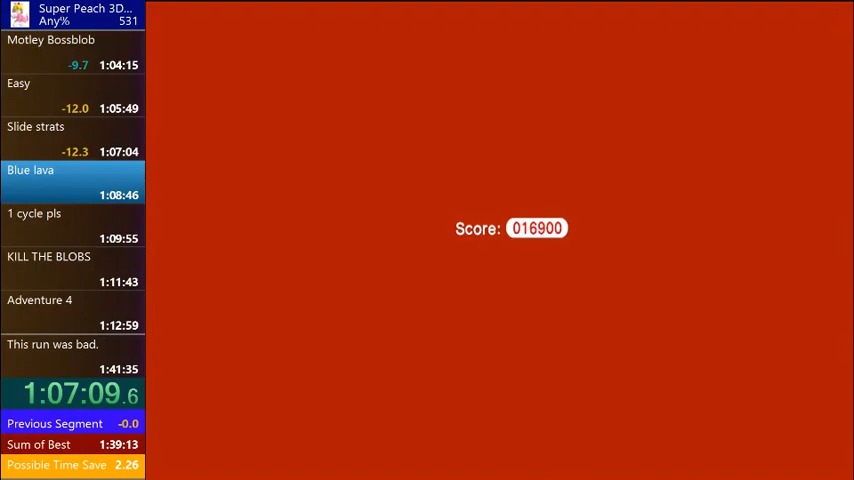 Super Peach 3D...
Any% 531
Motley Bossblob
-9.7 1:04:15
Easy
-12.0 1:05:49
Slide strats
-12.3 1:07:04
Blue lava
1:08:46
1 cycle pls
1:09:55
KILL THE BLOBS
1:11:43
Adventure 4
1:12:59
This run was bad.
1:41:35
1:07:09.6
Previous Segment -0.0
Sum of Best 1:39:13
Possible Time Save 2.26
Score: 016900